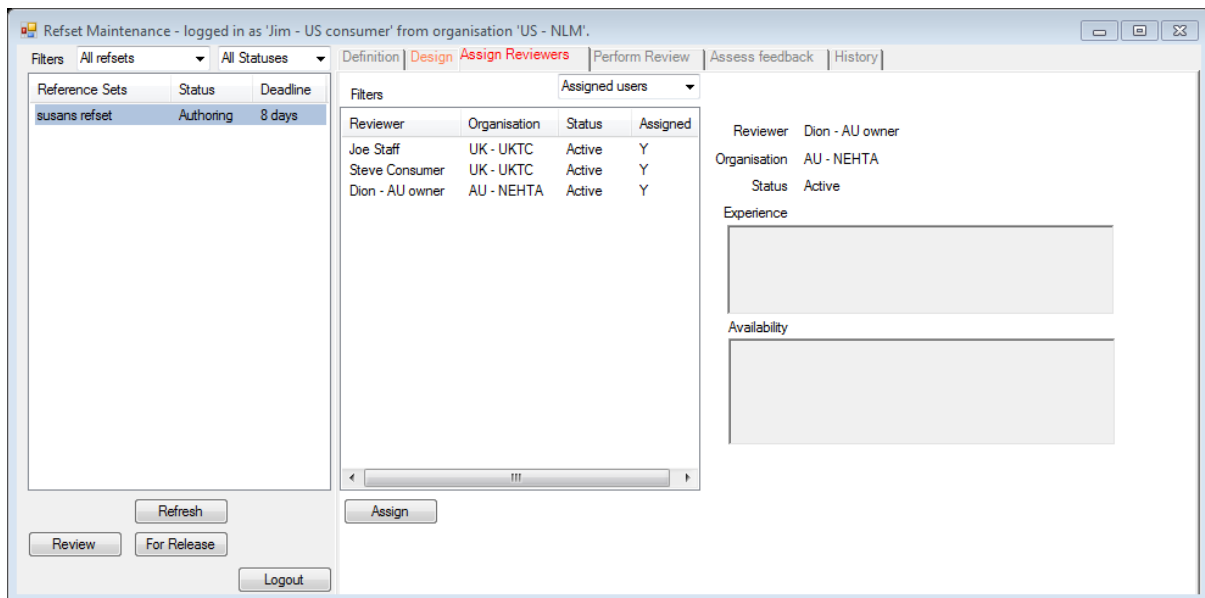 Refset Maintenance - logged in as 'Jim - US consumer' from organisation 'US - NLM'.
Filters All refsets All Statuses
Reference Sets Status Deadline
susans refset Authoring 8 days
Refresh
Review For Release
Logout
Definition Design Assign Reviewers Perform Review Assess feedback History
Filters Assigned users
Reviewer Organisation Status Assigned
Joe Staff UK - UKTC Active Y
Steve Consumer UK - UKTC Active Y
Dion - AU owner AU - NEHTA Active Y
Assign
Reviewer Dion - AU owner
Organisation AU - NEHTA
Status Active
Experience
Availability